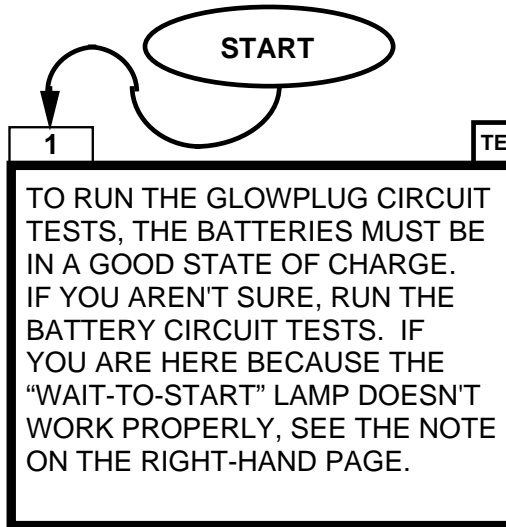 START
1
TE
TO RUN THE GLOWPLUG CIRCUIT
TESTS, THE BATTERIES MUST BE
IN A GOOD STATE OF CHARGE.
IF YOU AREN'T SURE, RUN THE
BATTERY CIRCUIT TESTS.  IF
YOU ARE HERE BECAUSE THE
“WAIT-TO-START” LAMP DOESN'T
WORK PROPERLY, SEE THE NOTE
ON THE RIGHT-HAND PAGE.